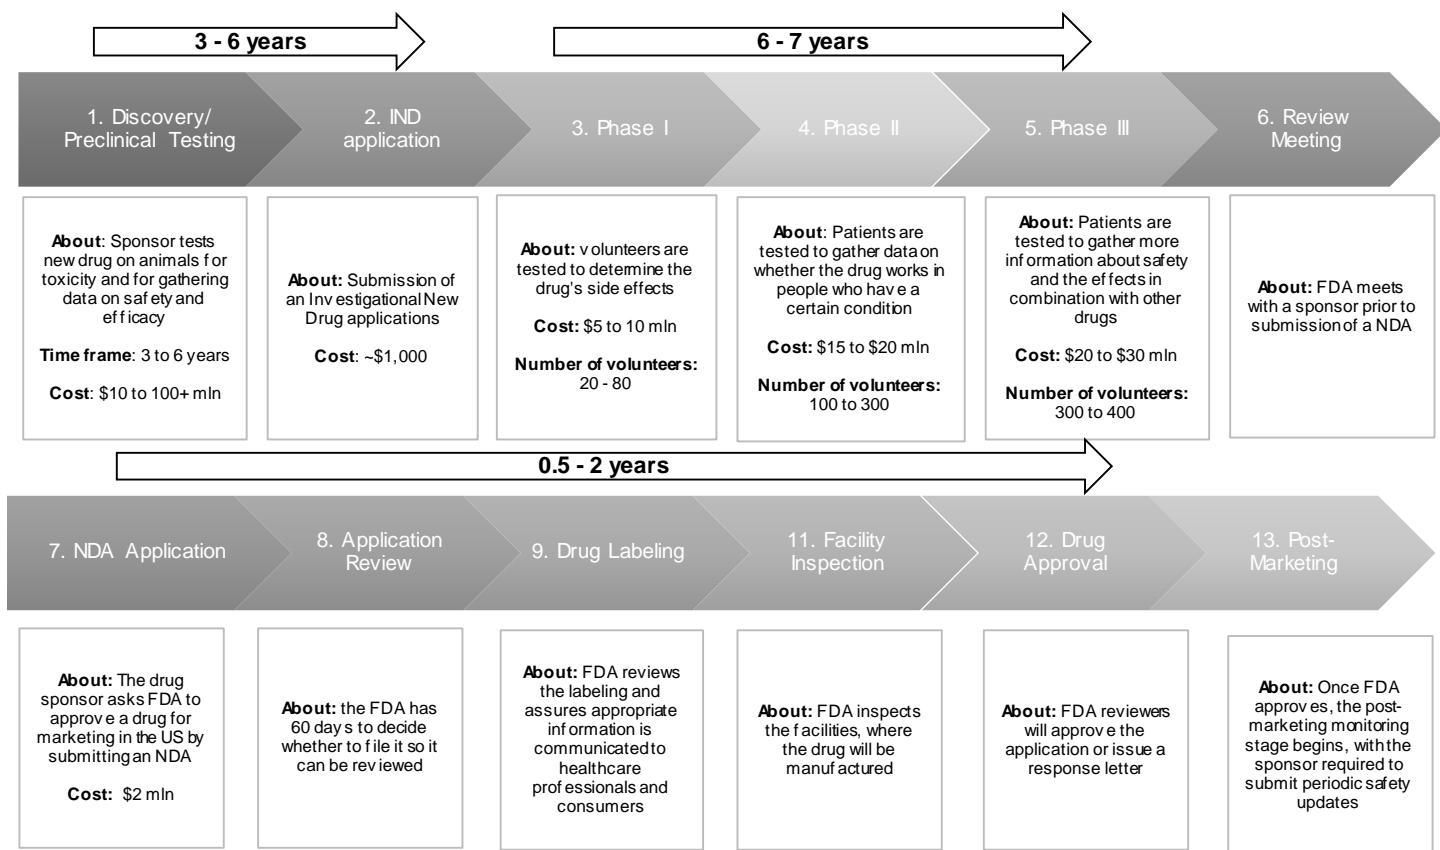 3 - 6 years
6 - 7 years
1. Discovery/
Preclinical Testing
2. IND
application
3. Phase I
4. Phase II
5. Phase III
6. Review
Meeting
About: Sponsor tests
new drug on animals for
toxicity and for gathering
data on safety and
efficacy
Time frame: 3 to 6 years
Cost: $10 to 100+ mln
About: Submission of
an Investigational New
Drug applications
Cost: ~$1,000
About: volunteers are
tested to determine the
drug's side effects
Cost: $5 to 10 mln
Number of volunteers:
20 - 80
About: Patients are
tested to gather data on
whether the drug works in
people who have a
certain condition
Cost: $15 to $20 mln
Number of volunteers:
100 to 300
About: Patients are
tested to gather more
information about safety
and the effects in
combination with other
drugs
Cost: $20 to $30 mln
Number of volunteers:
300 to 400
About: FDA meets
with a sponsor prior to
submission of a NDA
0.5 - 2 years
7. NDA Application
8. Application
Review
9. Drug Labeling
11. Facility
Inspection
12. Drug
Approval
13. Post-
Marketing
About: The drug
sponsor asks FDA to
approve a drug for
marketing in the US by
submitting an NDA
Cost: $2 mln
About: the FDA has
60 days to decide
whether to file it so it
can be reviewed
About: FDA reviews
the labeling and
assures appropriate
information is
communicated to
healthcare
professionals and
consumers
About: FDA inspects
the facilities, where
the drug will be
manufactured
About: FDA reviewers
will approve the
application or issue a
response letter
About: Once FDA
approves, the post-
marketing monitoring
stage begins, with the
sponsor required to
submit periodic safety
updates